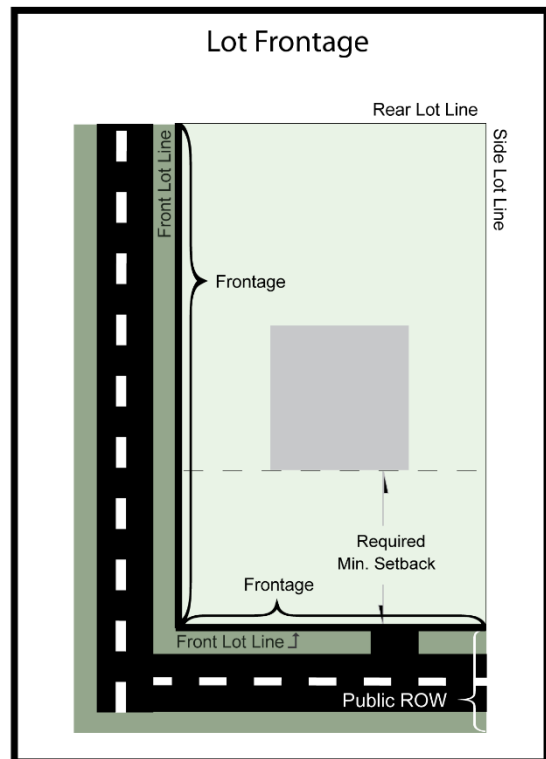 Lot Frontage
Rear Lot Line
Front Lot Line
Side Lot Line
Frontage
Required
Min. Setback
Frontage
Front Lot Line
Public ROW